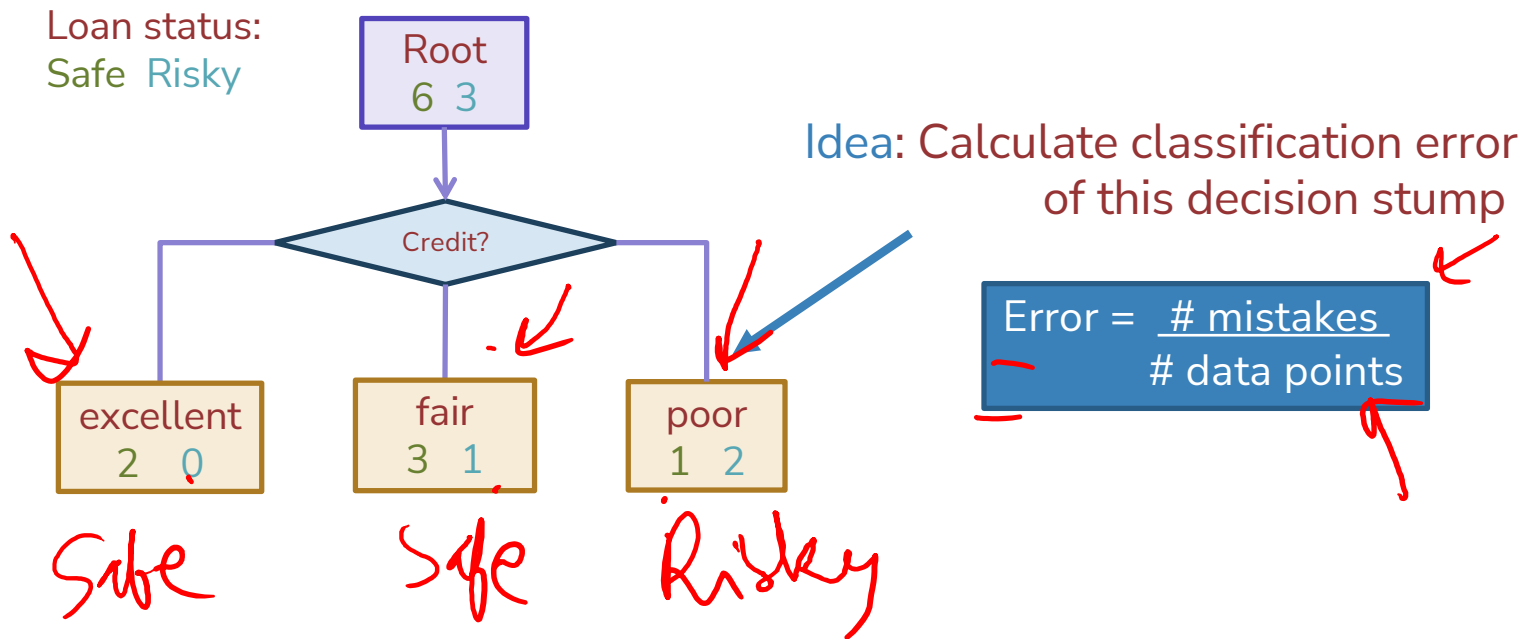 Loan status:
Safe Risky
Root
6 3
Idea: Calculate classification error
of this decision stump
Credit?
Error = # mistakes
# data points
excellent
2 0
fair
3 1
poor
1 2
Safe
Safe
Risky